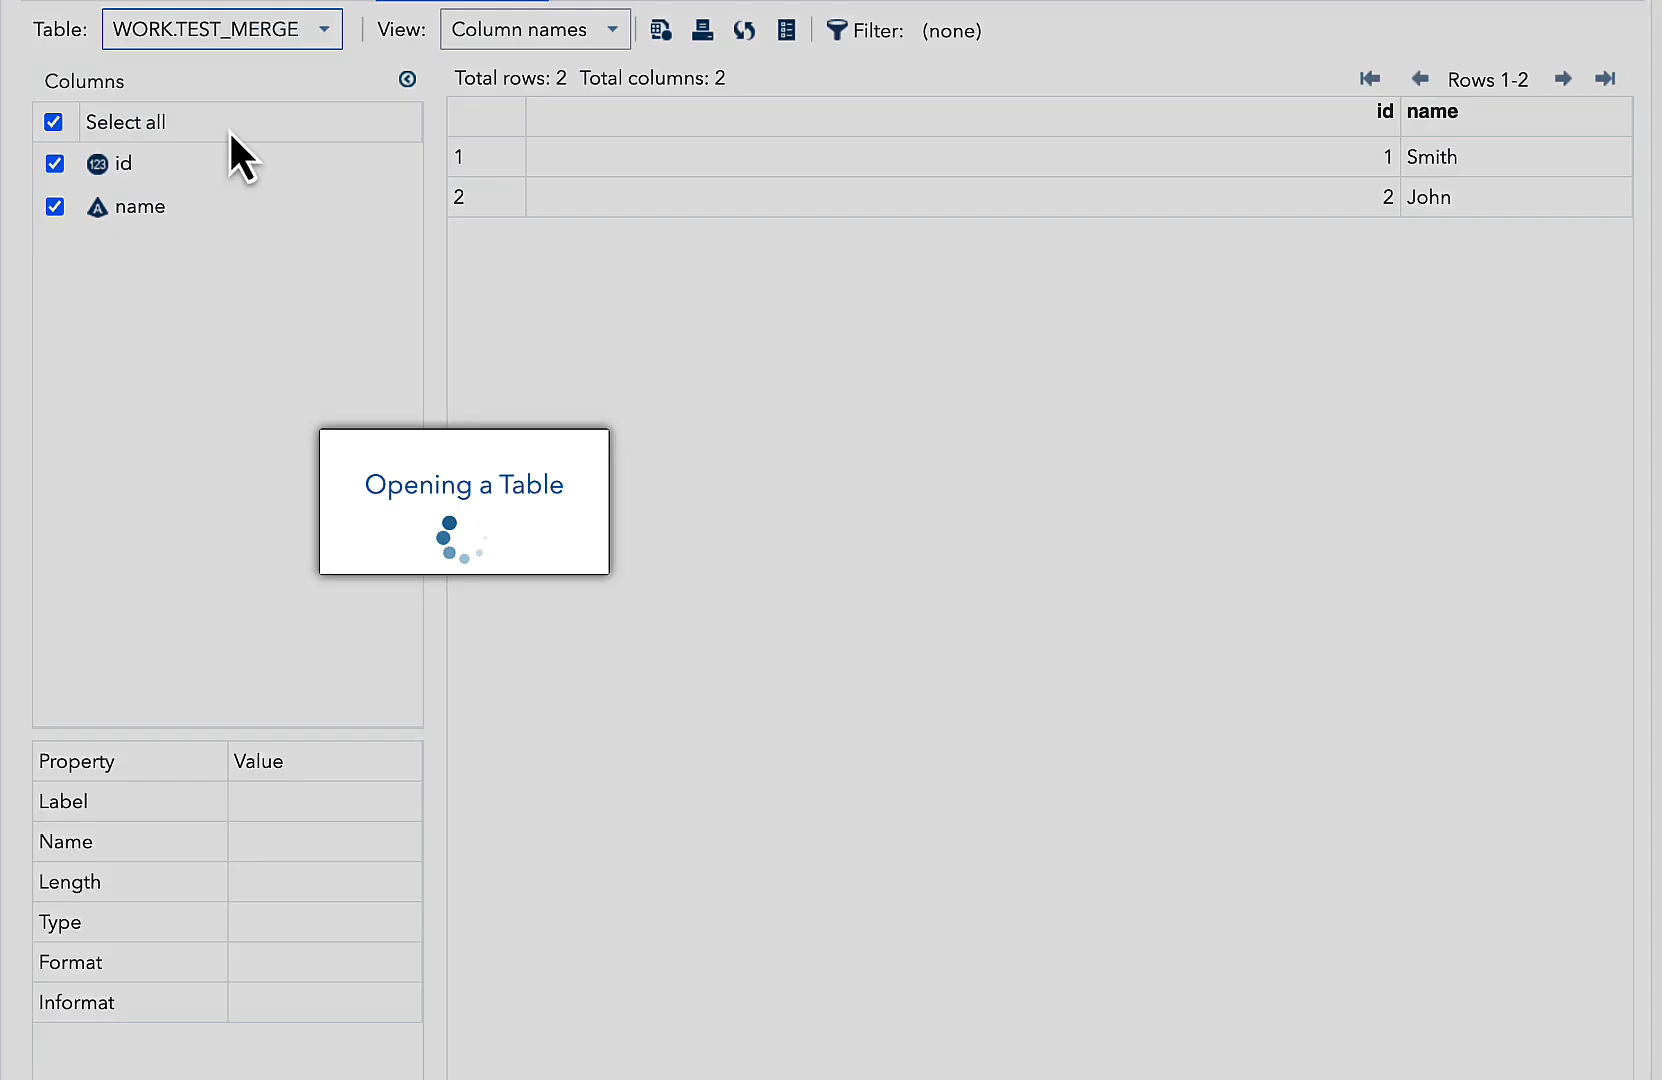 Table: WORK.TEST_MERGE View: Column names Filter: (none)
Columns
Total rows: 2 Total columns: 2
Rows 1-2
Select all
123 id
A name
id name
1 1 Smith
2 2 John
Opening a Table
Property Value
Label
Name
Length
Type
Format
Informat